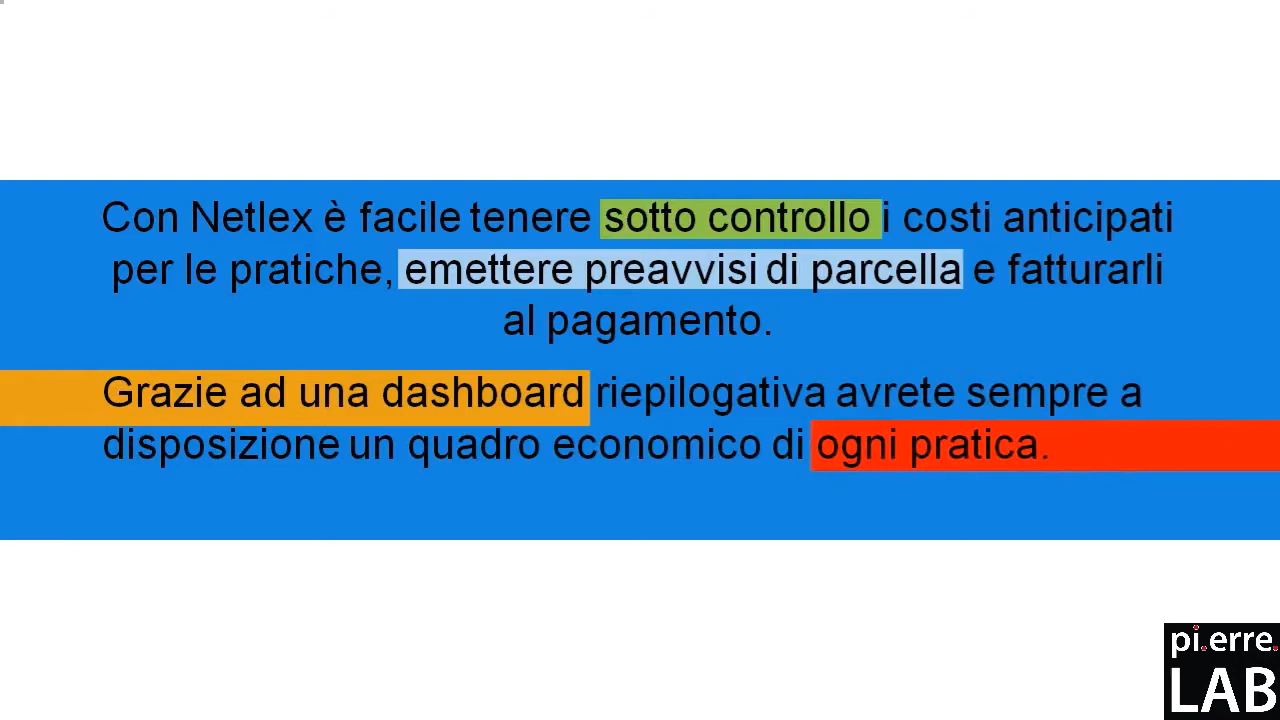 Con Netlex è facile tenere sotto controllo i costi anticipati
per le pratiche, emettere preavvisi di parcella e fatturarli
al pagamento.
Grazie ad una dashboard riepilogativa avrete sempre a
disposizione un quadro economico di ogni pratica.
pi.erre.
LAB